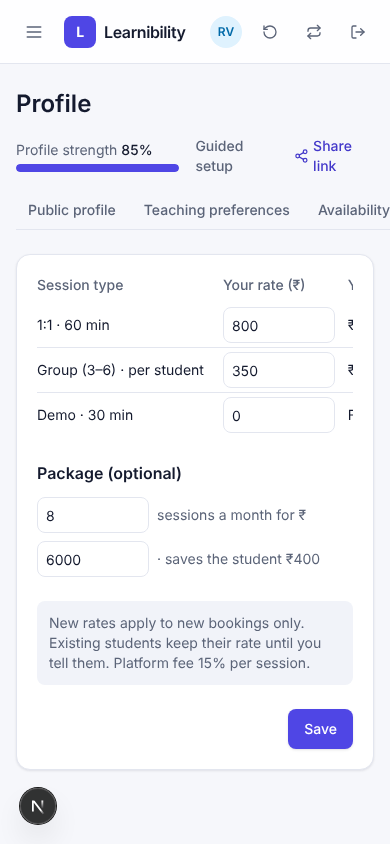 L Learnibility RV
Profile
Profile strength 85%
Guided setup
Share link
Public profile Teaching preferences Availability
Session type Your rate (₹) Y
1:1 · 60 min 800 ₹
Group (3–6) · per student 350 ₹
Demo · 30 min 0 F
Package (optional)
8 sessions a month for ₹
6000 · saves the student ₹400
New rates apply to new bookings only.
Existing students keep their rate until you
tell them. Platform fee 15% per session.
Save
N